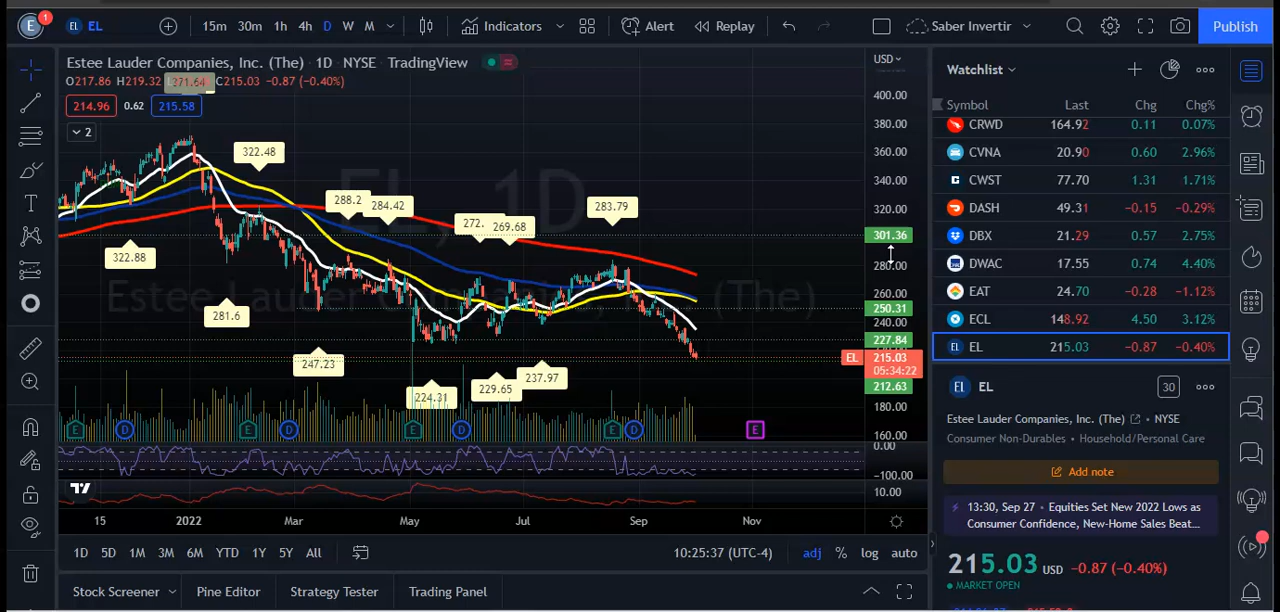 E 1 EL EL 15m 30m 1h 4h D W M Indicators Alert Replay Saber Invertir Publish
Estee Lauder Companies, Inc. (The) · 1D · NYSE · TradingView
O217.86 H219.32 C215.03 −0.87 (−0.40%)
271.64
214.96 0.62 215.58
2
EL, 1D
Estee Lauder Companies, Inc. (The)
322.48
288.2
284.42
272.
269.68
283.79
322.88
281.6
247.23
224.31
229.65
237.97
USD
400.00
380.00
360.00
340.00
320.00
301.36
280.00
260.00
250.31
240.00
227.84
EL 215.03
05:34:22
212.63
180.00
160.00
0.00
−100.00
10.00
E D E D E D E D E
15 2022 Mar May Jul Sep Nov
1D 5D 1M 3M 6M YTD 1Y 5Y All 10:25:37 (UTC-4) adj % log auto
Stock Screener Pine Editor Strategy Tester Trading Panel
Watchlist
Symbol Last Chg Chg%
CRWD 164.92 0.11 0.07%
CVNA 20.90 0.60 2.96%
CWST 77.70 1.31 1.71%
DASH 49.31 −0.15 −0.29%
DBX 21.29 0.57 2.75%
DWAC 17.55 0.74 4.40%
EAT 24.70 −0.28 −1.12%
ECL 148.92 4.50 3.12%
EL 215.03 −0.87 −0.40%
EL EL 30
Estee Lauder Companies, Inc. (The) • NYSE
Consumer Non-Durables • Household/Personal Care
Add note
13:30, Sep 27 • Equities Set New 2022 Lows as
Consumer Confidence, New-Home Sales Beat...
215.03 USD −0.87 (−0.40%)
MARKET OPEN